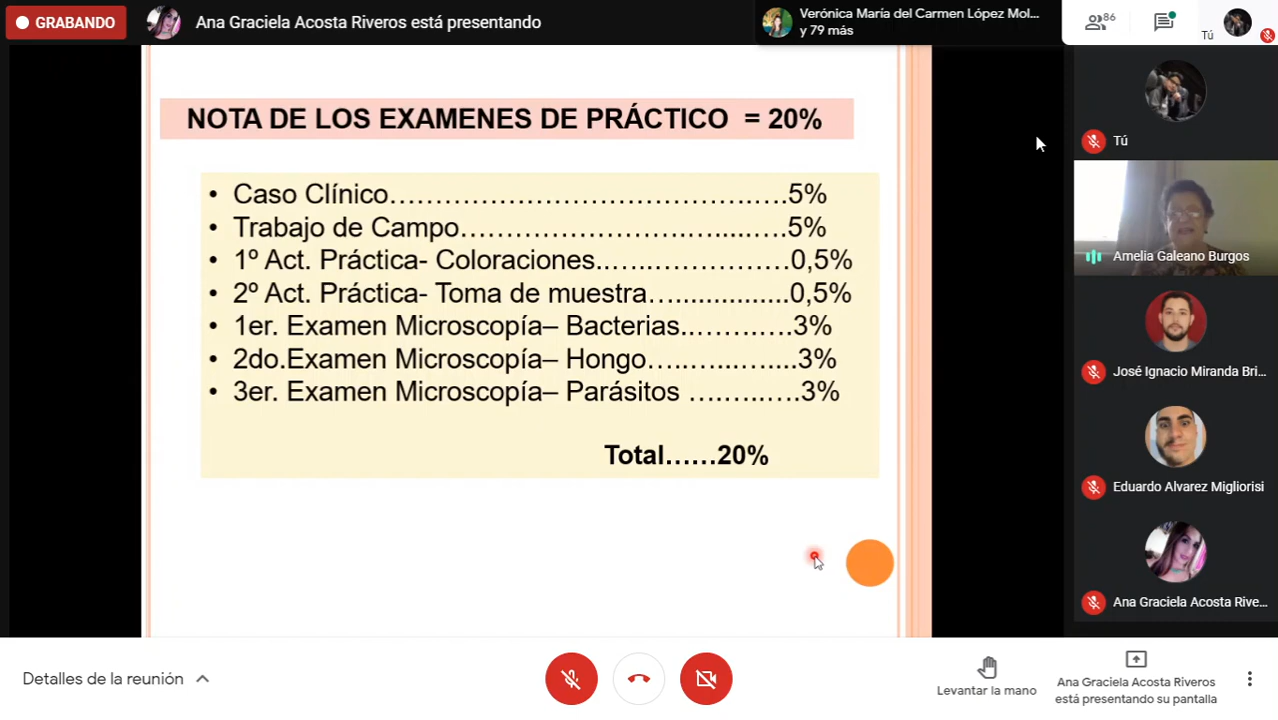 GRABANDO
Ana Graciela Acosta Riveros está presentando
Verónica María del Carmen López Mol...
y 79 más
86
Tú
NOTA DE LOS EXAMENES DE PRÁCTICO = 20%
• Caso Clínico……………………………….….5%
• Trabajo de Campo…………………….…....….5%
• 1º Act. Práctica- Coloraciones..…...…………….0,5%
• 2º Act. Práctica- Toma de muestra….................0,5%
• 1er. Examen Microscopía– Bacterias..…….….3%
• 2do.Examen Microscopía– Hongo…..…...…....3%
• 3er. Examen Microscopía– Parásitos ….…..….3%
Total……20%
Tú
Amelia Galeano Burgos
José Ignacio Miranda Bri...
Eduardo Alvarez Migliorisi
Ana Graciela Acosta Rive...
Detalles de la reunión
Levantar la mano
Ana Graciela Acosta Riveros
está presentando su pantalla